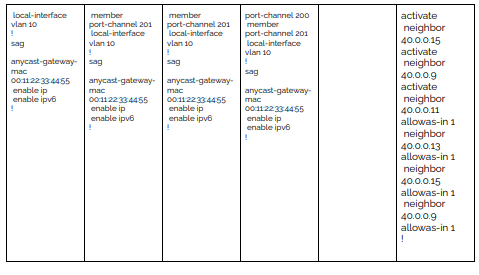 local-interface
vlan 10
!
sag
anycast-gateway-
mac
00:11:22:33:44:55
enable ip
enable ipv6
!
member
port-channel 201
local-interface
vlan 10
!
sag
anycast-gateway-
mac
00:11:22:33:44:55
enable ip
enable ipv6
!
member
port-channel 201
local-interface
vlan 10
!
sag
anycast-gateway-
mac
00:11:22:33:44:55
enable ip
enable ipv6
!
port-channel 200
member
port-channel 201
local-interface
vlan 10
!
sag
anycast-gateway-
mac
00:11:22:33:44:55
enable ip
enable ipv6
!
activate
neighbor
40.0.0.15
activate
neighbor
40.0.0.9
activate
neighbor
40.0.0.11
allowas-in 1
neighbor
40.0.0.13
allowas-in 1
neighbor
40.0.0.15
allowas-in 1
neighbor
40.0.0.9
allowas-in 1
!